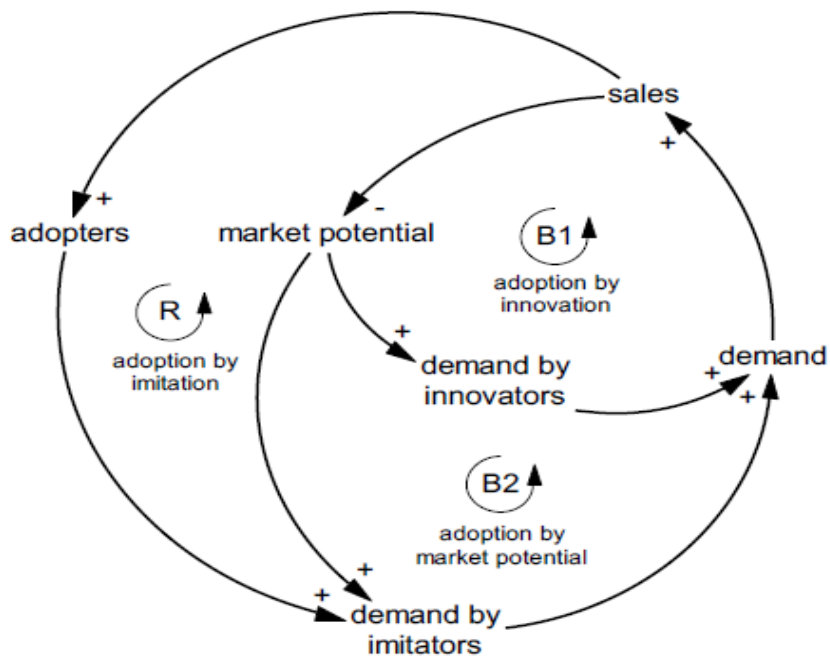 sales
+
+
-
adopters
market potential
B1
adoption by
innovation
R
adoption by
imitation
+
demand by
innovators
demand
+
+
B2
adoption by
market potential
+
+
demand by
imitators